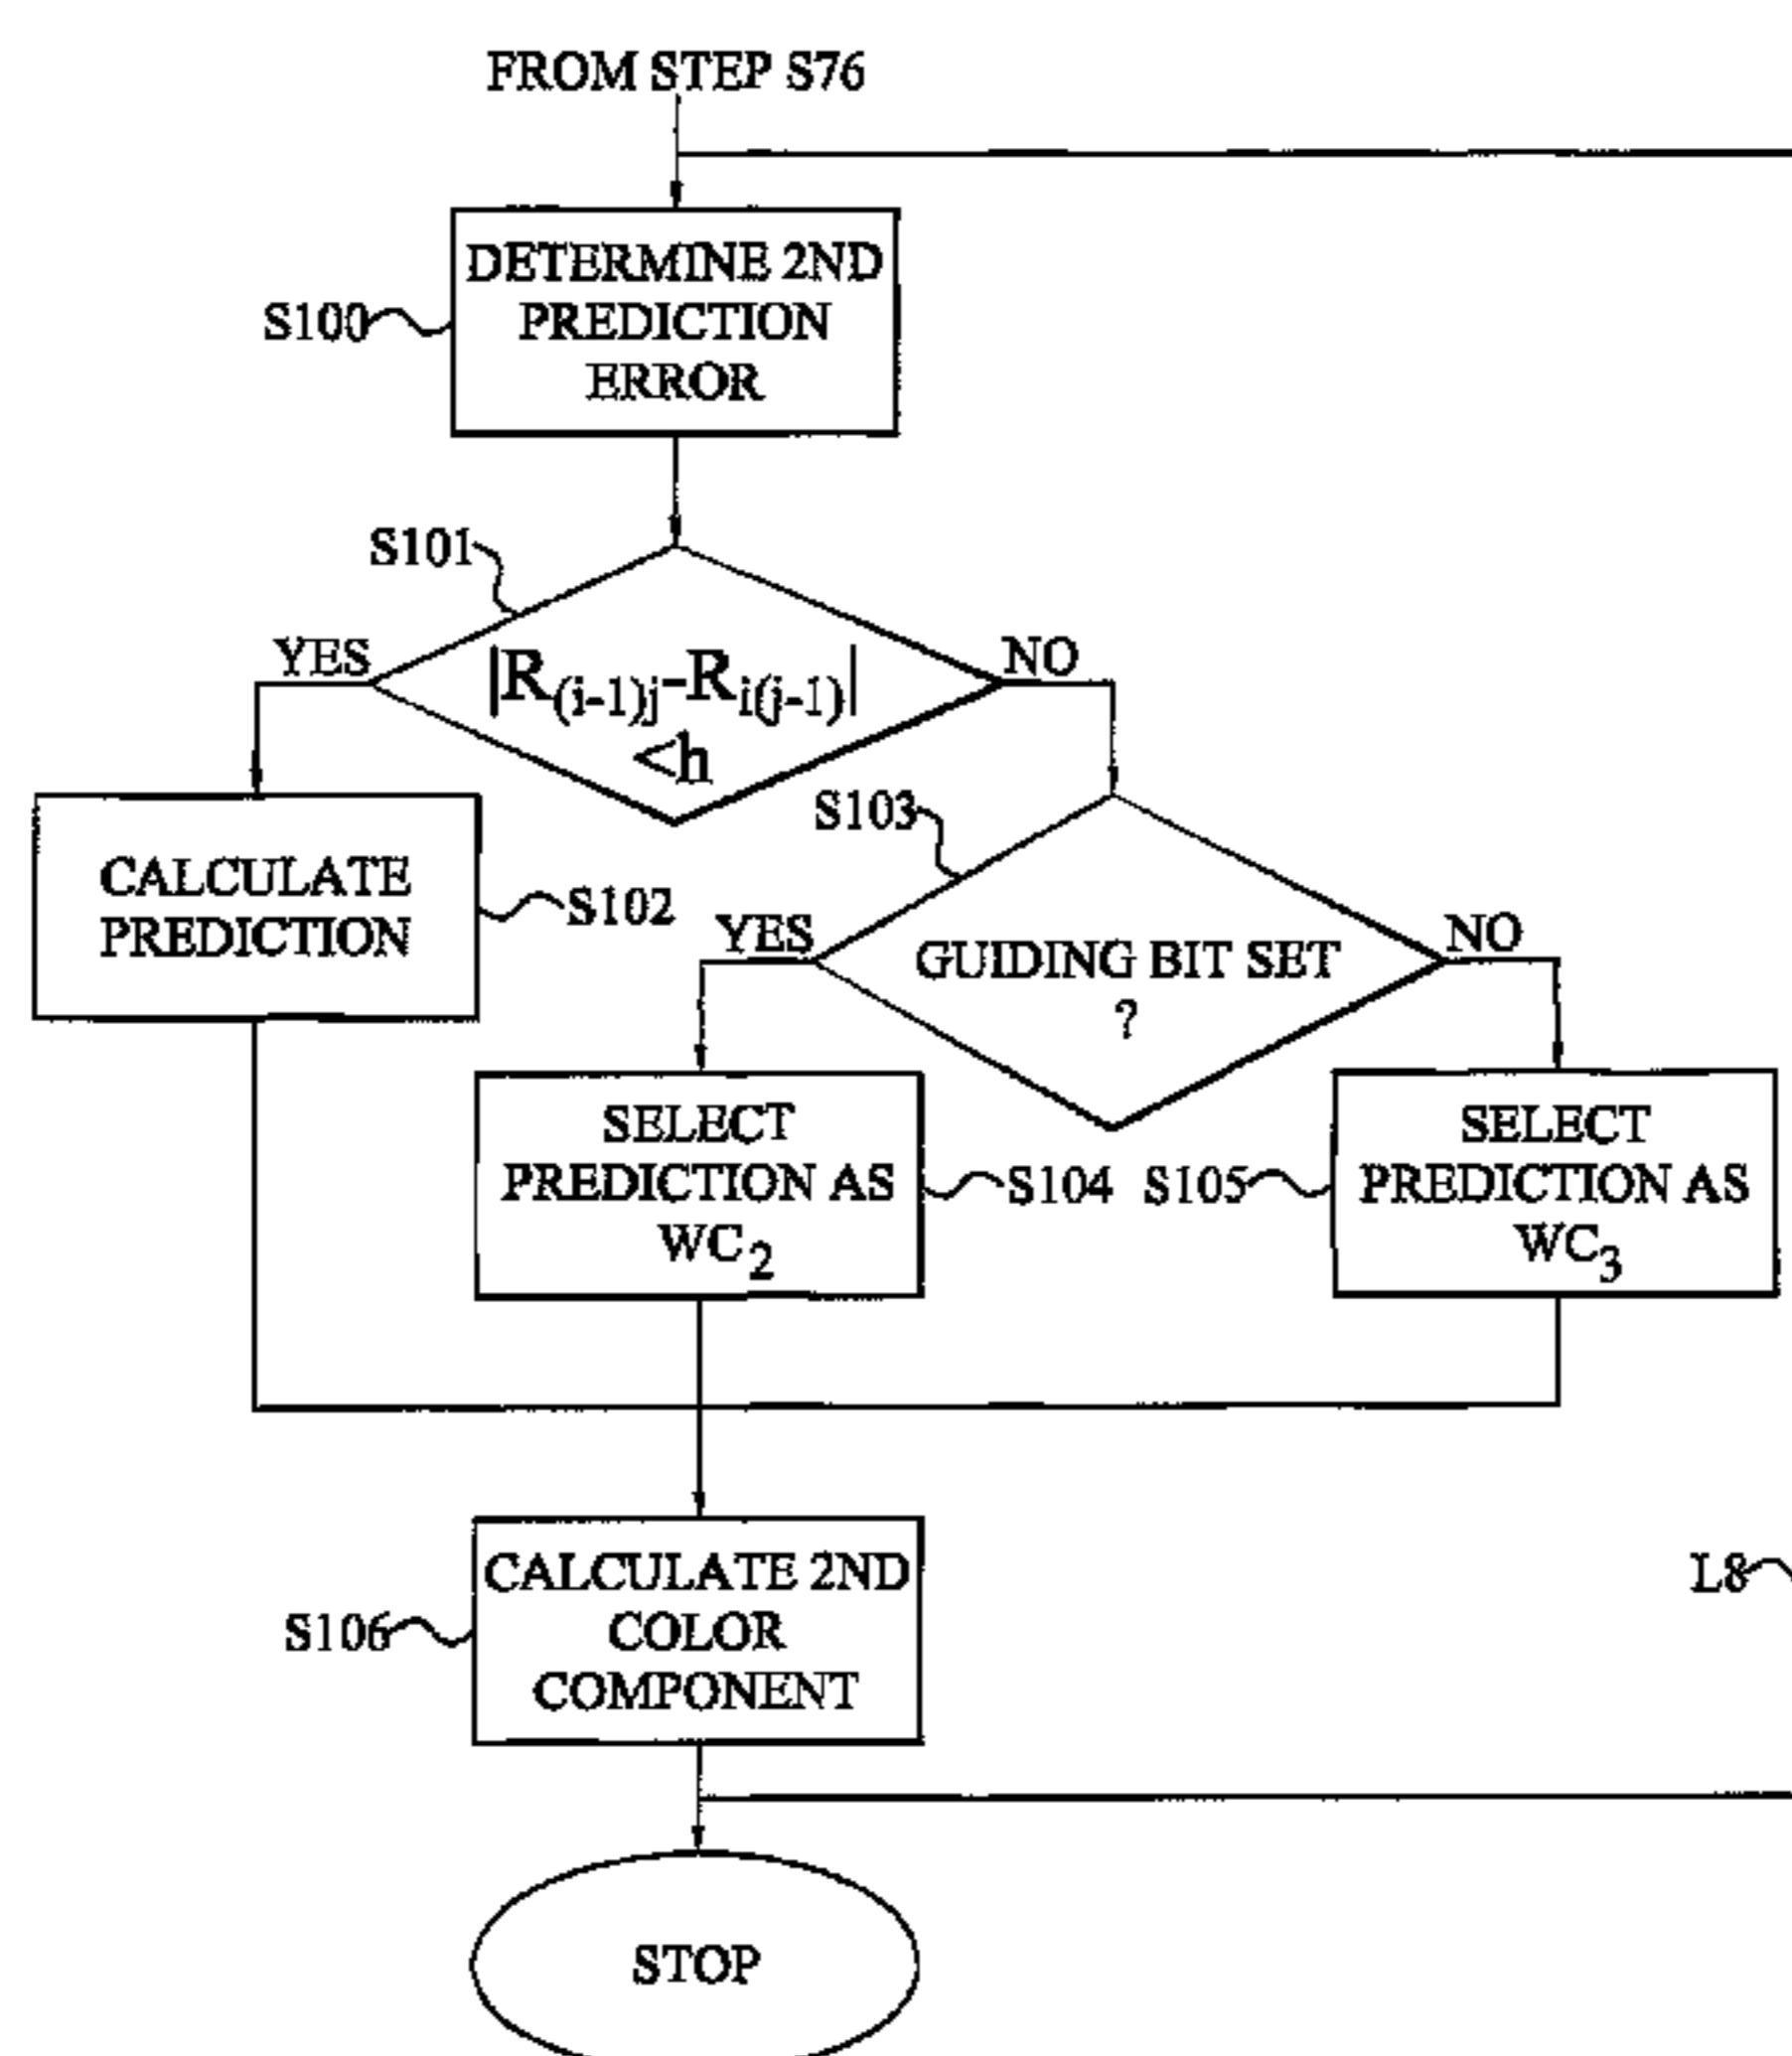 FROM STEP S76
DETERMINE 2ND
PREDICTION
ERROR
S100
S101
YES
NO
|R(i-1)j-Ri(j-1)|
<h
S103
CALCULATE
PREDICTION
S102
YES
NO
GUIDING BIT SET
?
SELECT
PREDICTION AS
WC2
S104
S105
SELECT
PREDICTION AS
WC3
CALCULATE 2ND
COLOR
COMPONENT
S106
L8
STOP